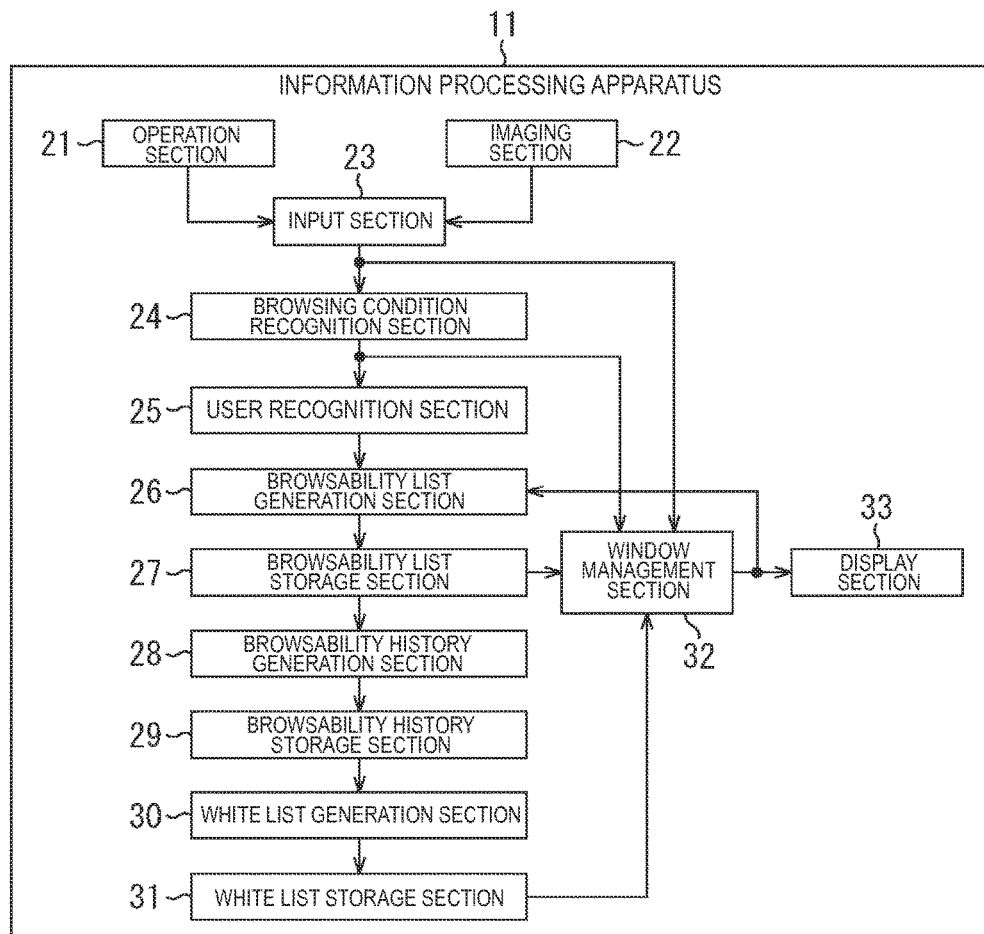 11
INFORMATION PROCESSING APPARATUS
21
OPERATION
SECTION
IMAGING
SECTION
22
23
INPUT SECTION
24
BROWSING CONDITION
RECOGNITION SECTION
25
USER RECOGNITION SECTION
26
BROWSABILITY LIST
GENERATION SECTION
27
BROWSABILITY LIST
STORAGE SECTION
WINDOW
MANAGEMENT
SECTION
32
33
DISPLAY
SECTION
28
BROWSABILITY HISTORY
GENERATION SECTION
29
BROWSABILITY HISTORY
STORAGE SECTION
30
WHITE LIST GENERATION SECTION
31
WHITE LIST STORAGE SECTION